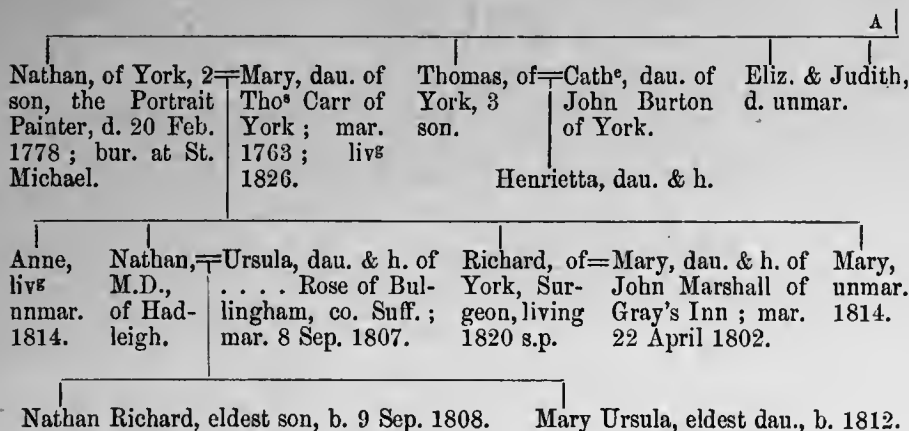 A
Nathan, of York, 2
son, the Portrait
Painter, d. 20 Feb.
1778 ; bur. at St.
Michael.
Mary, dau. of
Thoˢ Carr of
York ; mar.
1763 ; livᵍ
1826.
Thomas, of
York, 3
son.
Cathᵉ, dau. of
John Burton
of York.
Eliz. & Judith,
d. unmar.
Henrietta, dau. & h.
Anne,
livᵍ
nnmar.
1814.
Nathan,
M.D.,
of Had-
leigh.
Ursula, dau. & h. of
. . . . Rose of Bul-
lingham, co. Suff. ;
mar. 8 Sep. 1807.
Richard, of
York, Sur-
geon, living
1820 s.p.
Mary, dau. & h. of
John Marshall of
Gray's Inn ; mar.
22 April 1802.
Mary,
unmar.
1814.
Nathan Richard, eldest son, b. 9 Sep. 1808.
Mary Ursula, eldest dau., b. 1812.